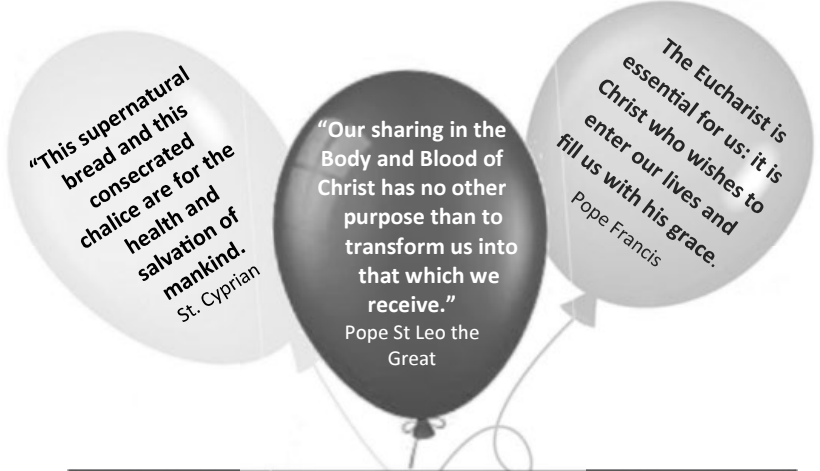 “This supernatural
bread and this
consecrated
chalice are for the
health and
salvation of
mankind.
St. Cyprian
“Our sharing in the
Body and Blood of
Christ has no other
purpose than to
transform us into
that which we
receive.”
Pope St Leo the
Great
The Eucharist is
essential for us: it is
Christ who wishes to
enter our lives and
fill us with his grace.
Pope Francis